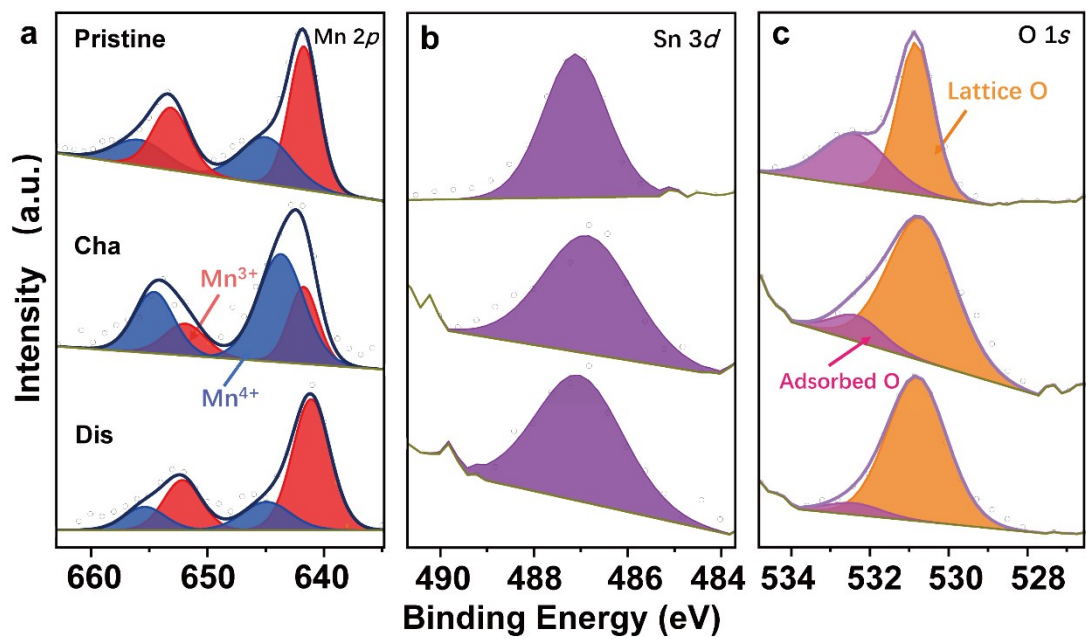 a
Pristine
Mn 2p
Cha
Mn³⁺
Mn⁴⁺
Dis
b
Sn 3d
c
O 1s
Lattice O
Adsorbed O
Intensity (a.u.)
660 650 640
490 488 486 484
534 532 530 528
Binding Energy (eV)